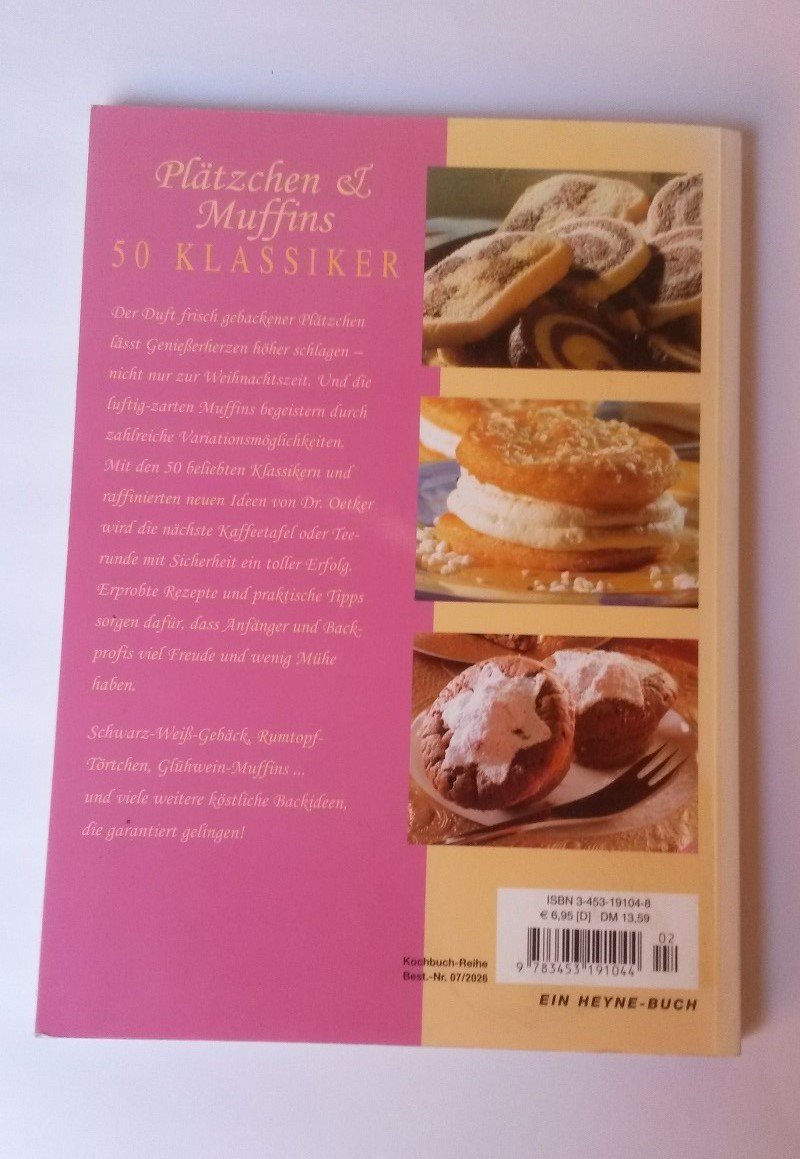 Plätzchen &
Muffins
50 KLASSIKER
Der Duft frisch gebackener Plätzchen
lässt Genießerherzen höher schlagen –
nicht nur zur Weihnachtszeit. Und die
luftig-zarten Muffins begeistern durch
zahlreiche Variationsmöglichkeiten.
Mit den 50 beliebten Klassikern und
raffinierten neuen Ideen von Dr. Oetker
wird die nächste Kaffeetafel oder Tee-
runde mit Sicherheit ein toller Erfolg.
Erprobte Rezepte und praktische Tipps
sorgen dafür, dass Anfänger und Back-
profis viel Freude und wenig Mühe
haben.
Schwarz-Weiß-Gebäck, Rumtopf-
Törtchen, Glühwein-Muffins ...
und viele weitere köstliche Backideen,
die garantiert gelingen!
ISBN 3-453-19104-8
€ 6,95 [D] DM 13,59
02
9 783453 191044
Kochbuch-Reihe
Best.-Nr. 07/2026
EIN HEYNE-BUCH